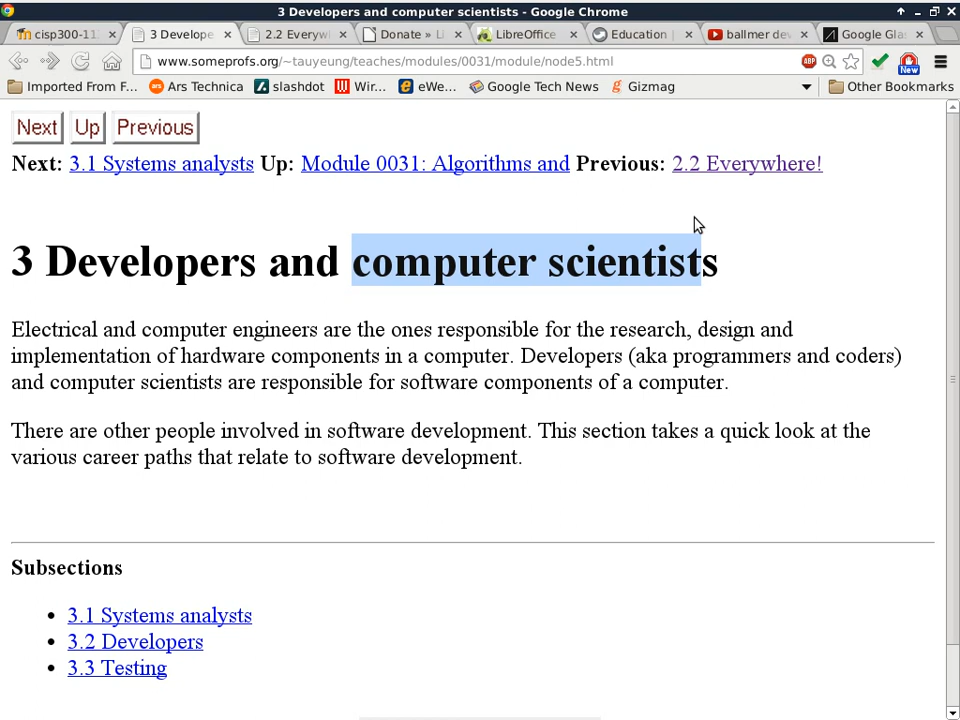 3 Developers and computer scientists - Google Chrome
cisp300-11 3 Develope 2.2 Everyw Donate » Li LibreOffice Education | ballmer dev Google Glas
www.someprofs.org/~tauyeung/teaches/modules/0031/module/node5.html ABP New
Imported From F... ars Ars Technica slashdot W Wir... eWe... Google Tech News g Gizmag Other Bookmarks
Next Up Previous
Next: 3.1 Systems analysts Up: Module 0031: Algorithms and Previous: 2.2 Everywhere!
3 Developers and computer scientists
Electrical and computer engineers are the ones responsible for the research, design and
implementation of hardware components in a computer. Developers (aka programmers and coders)
and computer scientists are responsible for software components of a computer.
There are other people involved in software development. This section takes a quick look at the
various career paths that relate to software development.
Subsections
• 3.1 Systems analysts
• 3.2 Developers
• 3.3 Testing